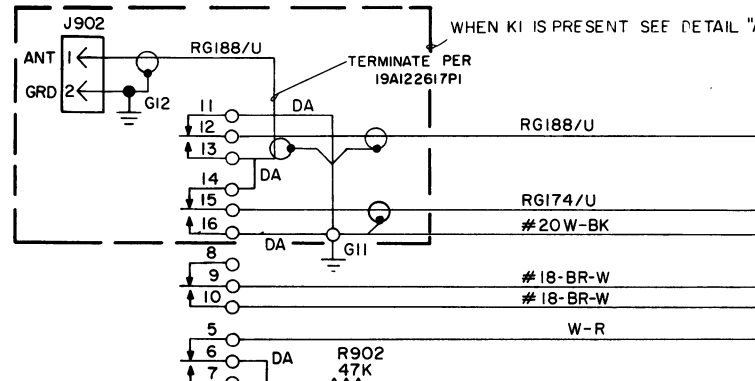 J902
WHEN K1 IS PRESENT SEE DETAIL "A
ANT 1
RG188/U
TERMINATE PER
19A122617P1
GRD 2
G12
11
DA
12
RG188/U
13
DA
14
15
RG174/U
16
#20W-BK
DA
G11
8
9
#18-BR-W
10
#18-BR-W
5
W-R
6
DA
R902
47K
7